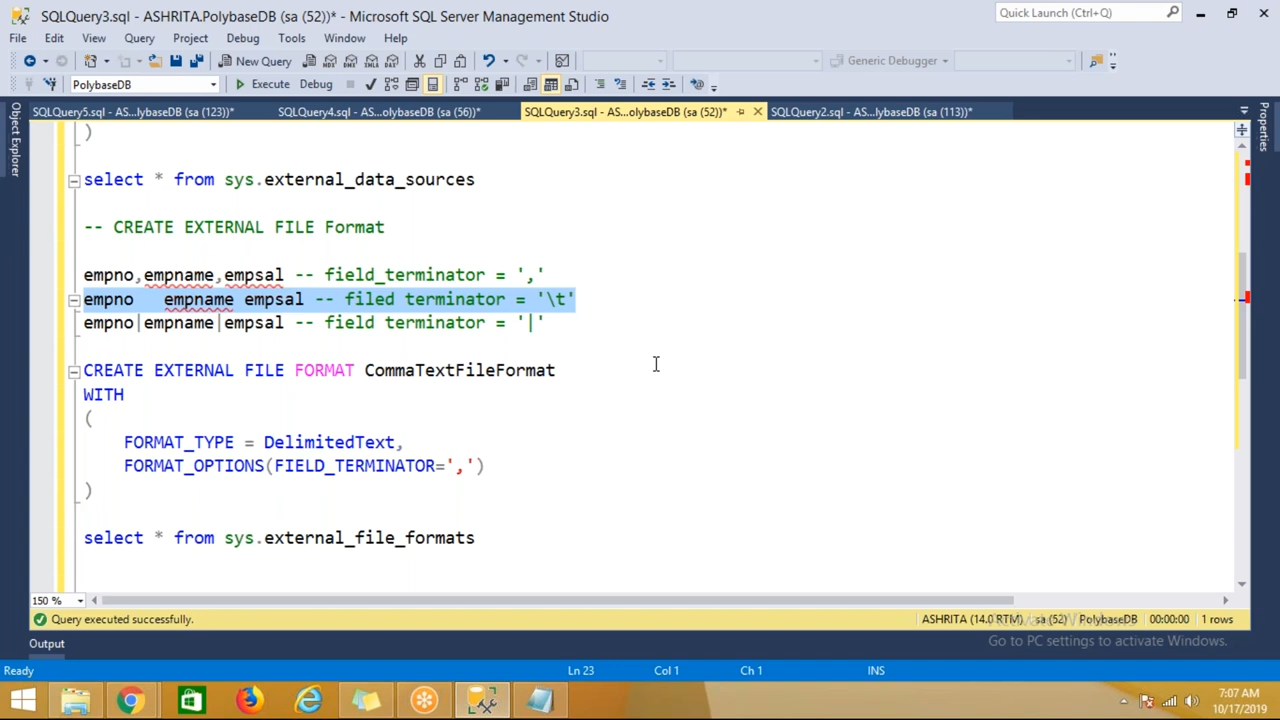 SQLQuery3.sql - ASHRITA.PolybaseDB (sa (52))* - Microsoft SQL Server Management Studio
Quick Launch (Ctrl+Q)
File Edit View Query Project Debug Tools Window Help
New Query
Generic Debugger
PolybaseDB Execute Debug
SQLQuery5.sql - AS...lybaseDB (sa (123))* SQLQuery4.sql - AS...olybaseDB (sa (56))* SQLQuery3.sql - AS...olybaseDB (sa (52))* SQLQuery2.sql - AS...lybaseDB (sa (113))*
Object Explorer
Properties
)
select * from sys.external_data_sources
-- CREATE EXTERNAL FILE Format
empno,empname,empsal -- field_terminator = ','
empno empname empsal -- filed terminator = '\t'
empno|empname|empsal -- field terminator = '|'
CREATE EXTERNAL FILE FORMAT CommaTextFileFormat
WITH
(
FORMAT_TYPE = DelimitedText,
FORMAT_OPTIONS(FIELD_TERMINATOR=',')
)
select * from sys.external_file_formats
150 %
Query executed successfully. ASHRITA (14.0 RTM) sa (52) PolybaseDB 00:00:00 1 rows
Activate Windows
Go to PC settings to activate Windows.
Output
Ready Ln 23 Col 1 Ch 1 INS
7:07 AM
10/17/2019